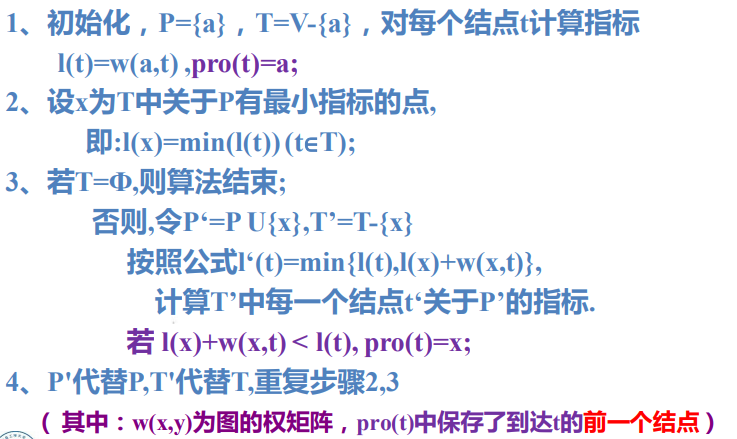 1、初始化，P={a}，T=V-{a}，对每个结点t计算指标
l(t)=w(a,t) ,pro(t)=a;
2、设x为T中关于P有最小指标的点,
即:l(x)=min(l(t)) (t∈T);
3、若T=Φ,则算法结束;
否则,令P‘=P U{x},T’=T-{x}
按照公式l‘(t)=min{l(t),l(x)+w(x,t)},
计算T’中每一个结点t‘关于P’的指标.
若 l(x)+w(x,t) < l(t), pro(t)=x;
4、P'代替P,T'代替T,重复步骤2,3
（ 其中：w(x,y)为图的权矩阵，pro(t)中保存了到达t的前一个结点）